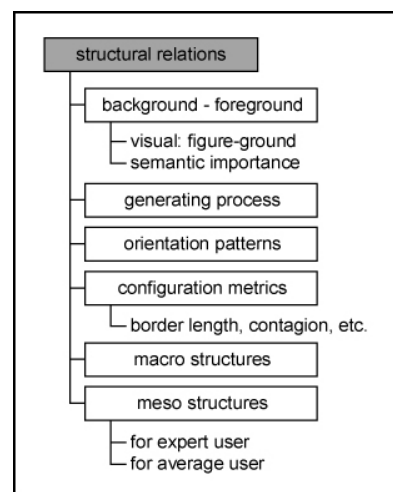 structural relations
background - foreground
visual: figure-ground
semantic importance
generating process
orientation patterns
configuration metrics
border length, contagion, etc.
macro structures
meso structures
for expert user
for average user